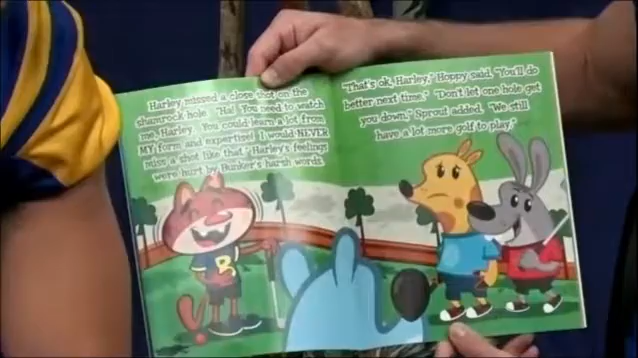 Harley missed a close shot on the
shamrock hole. "Ha! You need to watch
me, Harley. You could learn a lot from
MY form and expertise! I would NEVER
miss a shot like that." Harley's feelings
were hurt by Bunker's harsh words.
"That's ok, Harley," Hoppy said. "You'll do
better next time." "Don't let one hole get
you down," Sprout added. "We still
have a lot more golf to play."
B